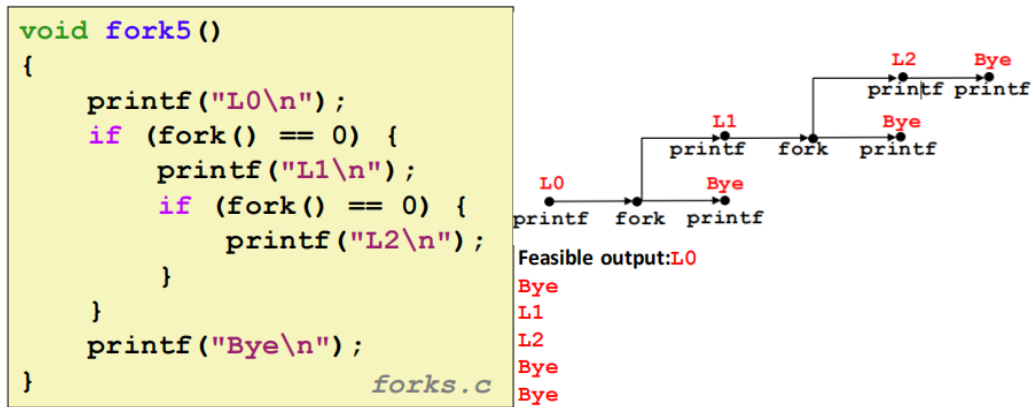 void fork5()
{
    printf("L0\n");
    if (fork() == 0) {
        printf("L1\n");
        if (fork() == 0) {
            printf("L2\n");
        }
    }
    printf("Bye\n");
}
forks.c
L2 Bye
printf printf
L1 Bye
printf fork printf
L0 Bye
printf fork printf
Feasible output:L0
Bye
L1
L2
Bye
Bye